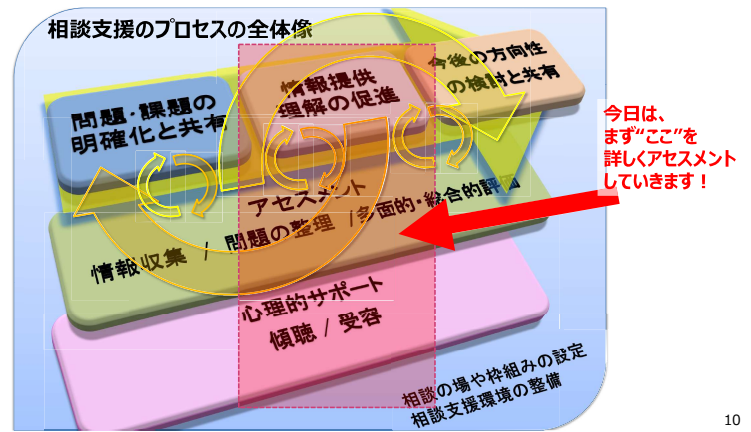 相談支援のプロセスの全体像
問題・課題の
明確化と共有
情報提供
理解の促進
今後の方向性
の検討と共有
今日は、
まず“ここ”を
詳しくアセスメント
していきます！
アセスメント
情報収集 / 問題の整理 /多面的・総合的評価
心理的サポート
傾聴 / 受容
相談の場や枠組みの設定
相談支援環境の整備
10